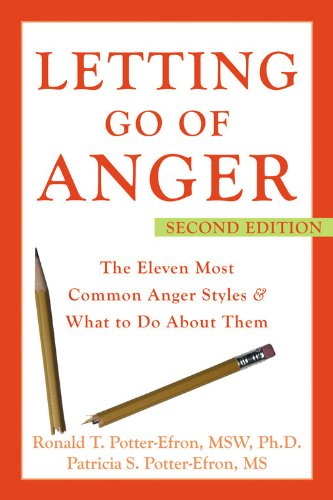 LETTING
GO OF
ANGER
SECOND EDITION
The Eleven Most
Common Anger Styles &
What to Do About Them
Ronald T. Potter-Efron, MSW, Ph.D.
Patricia S. Potter-Efron, MS